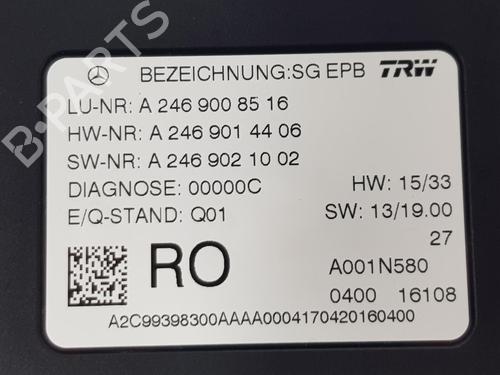 BEZEICHNUNG:SG EPB TRW
LU-NR: A 246 900 85 16
HW-NR: A 246 901 44 06
SW-NR: A 246 902 10 02
DIAGNOSE: 00000C HW: 15/33
E/Q-STAND: Q01 SW: 13/19.00
27
RO A001N580
0400 16108
A2C99398300AAAA0004170420160400
B-PARTS